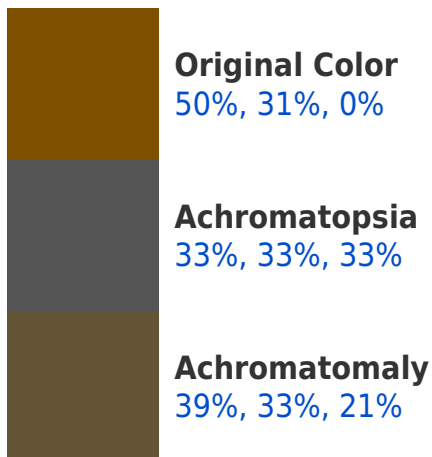 Original Color
50%, 31%, 0%
Achromatopsia
33%, 33%, 33%
Achromatomaly
39%, 33%, 21%